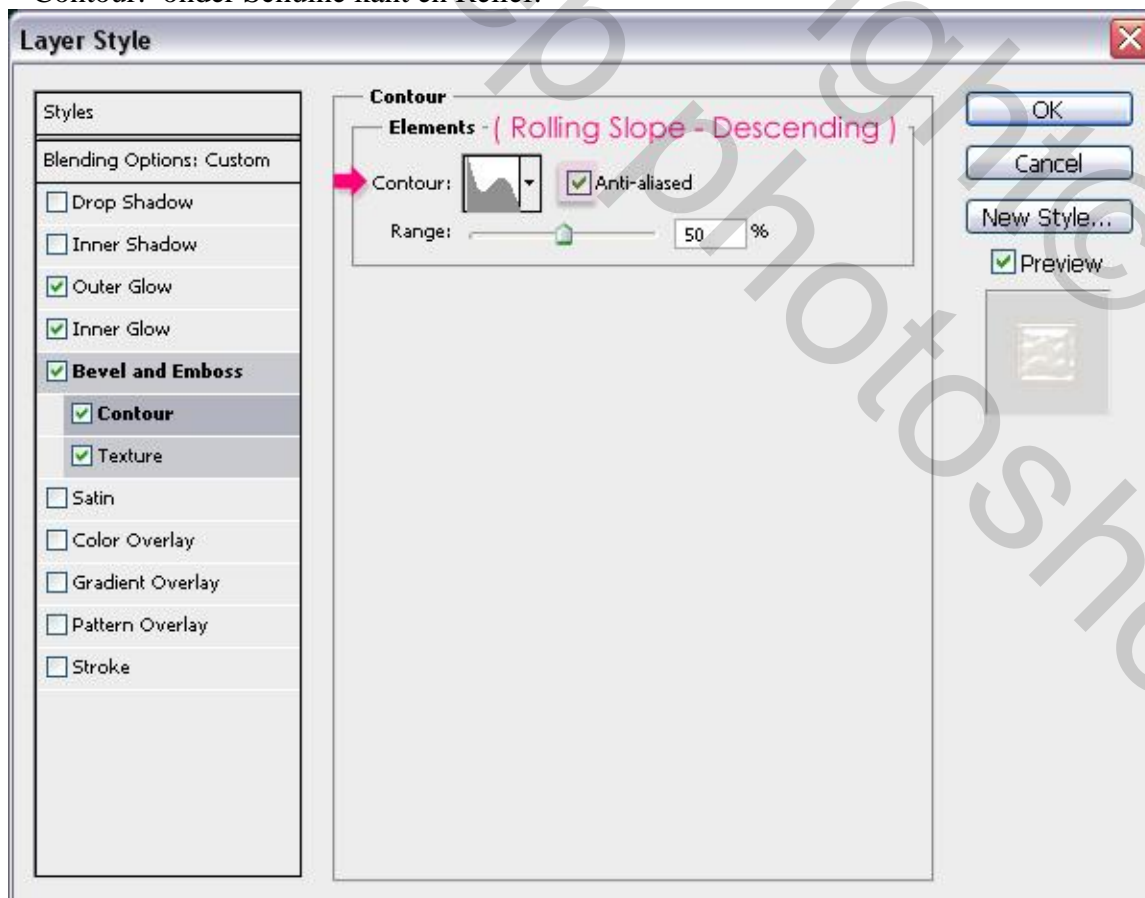 Contour: onder Schuine kant en Reliëf.
Layer Style
Styles
Blending Options: Custom
Drop Shadow
Inner Shadow
Outer Glow
Inner Glow
Bevel and Emboss
Contour
Texture
Satin
Color Overlay
Gradient Overlay
Pattern Overlay
Stroke
Contour
Elements - ( Rolling Slope - Descending )
Contour:
Anti-aliased
Range:
50 %
OK
Cancel
New Style...
Preview